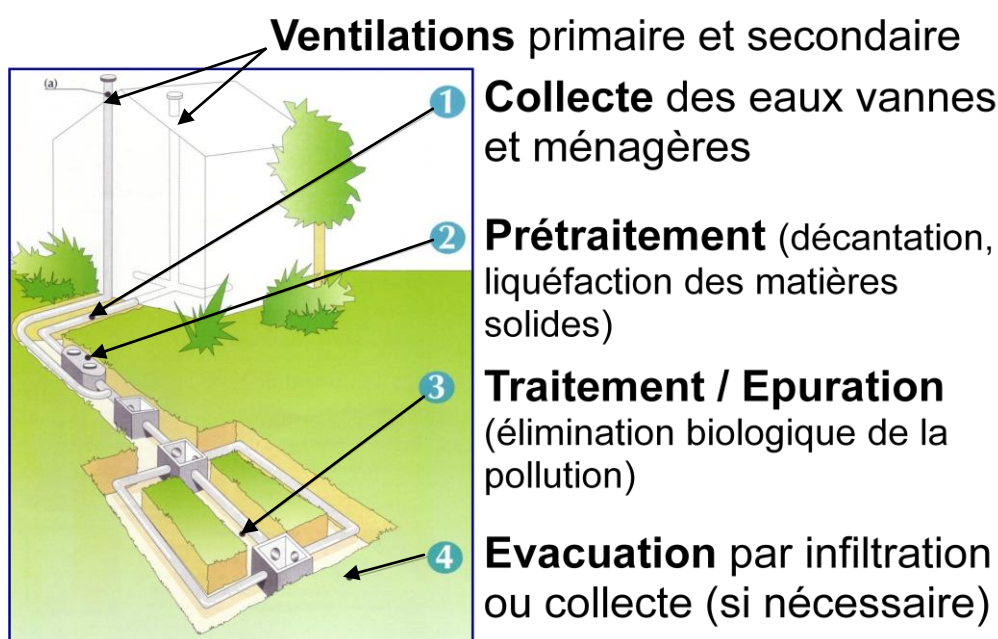 Ventilations primaire et secondaire
(a)
1 Collecte des eaux vannes
et ménagères
2 Prétraitement (décantation,
liquéfaction des matières
solides)
3 Traitement / Epuration
(élimination biologique de la
pollution)
4 Evacuation par infiltration
ou collecte (si nécessaire)